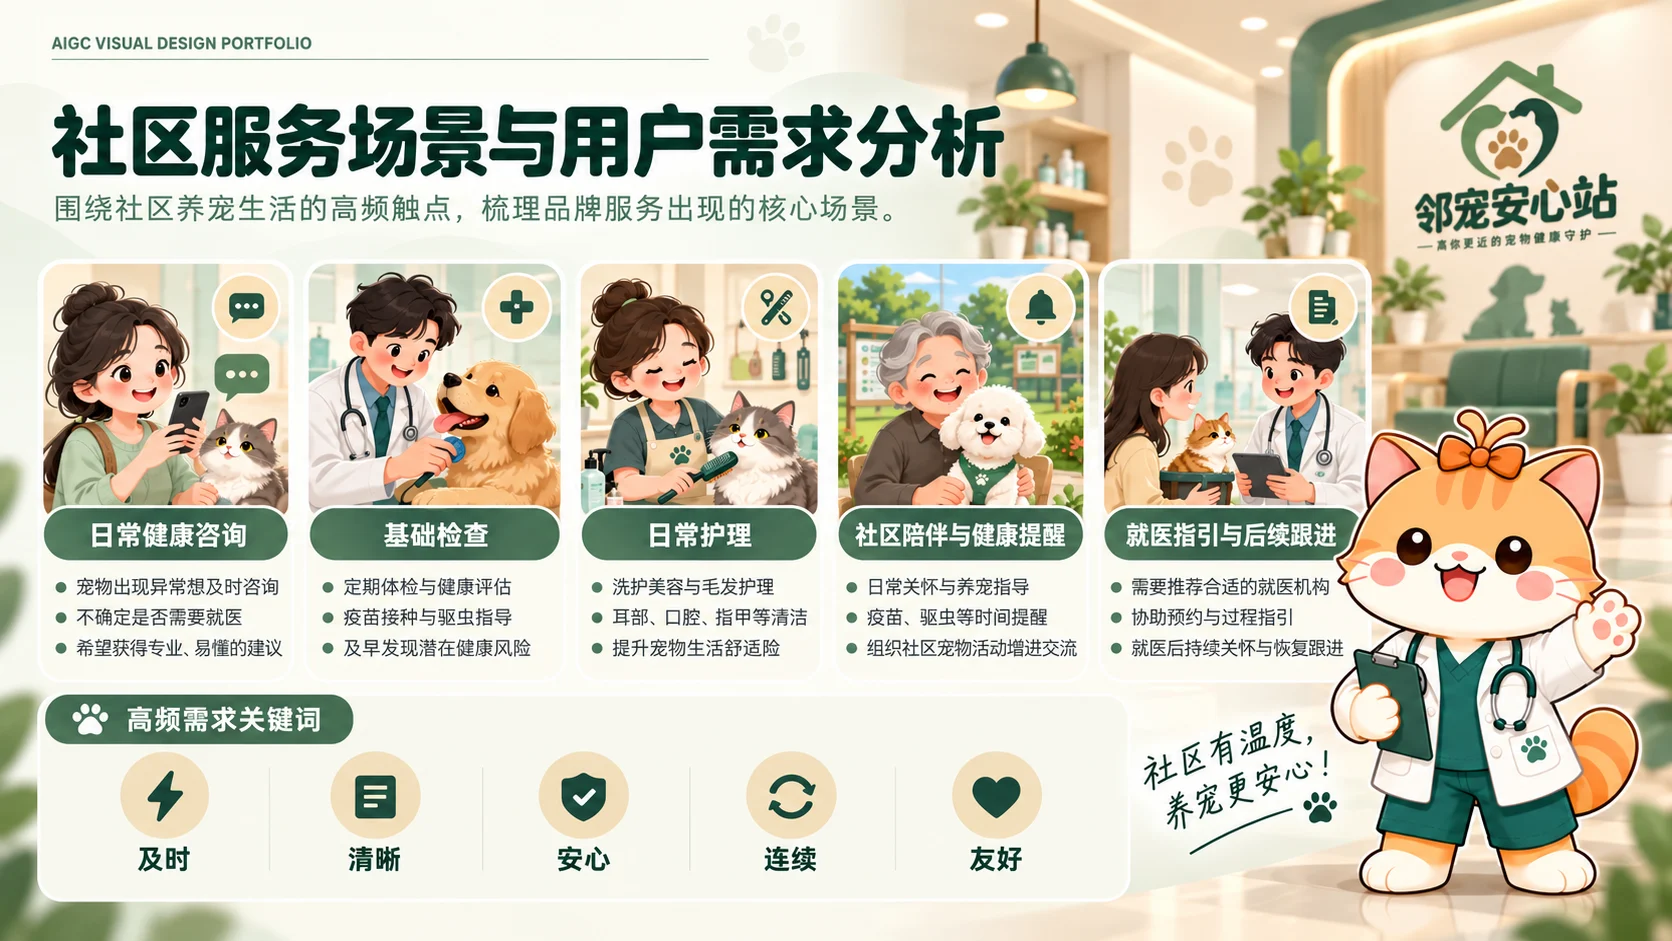 AIGC VISUAL DESIGN PORTFOLIO
社区服务场景与用户需求分析
围绕社区养宠生活的高频触点，梳理品牌服务出现的核心场景。
邻宠安心站
离你更近的宠物健康守护
日常健康咨询
宠物出现异常想及时咨询
不确定是否需要就医
希望获得专业、易懂的建议
基础检查
定期体检与健康评估
疫苗接种与驱虫指导
及早发现潜在健康风险
日常护理
洗护美容与毛发护理
耳部、口腔、指甲等清洁
提升宠物生活舒适险
社区陪伴与健康提醒
日常关怀与养宠指导
疫苗、驱虫等时间提醒
组织社区宠物活动增进交流
就医指引与后续跟进
需要推荐合适的就医机构
协助预约与过程指引
就医后持续关怀与恢复跟进
高频需求关键词
及时
清晰
安心
连续
友好
社区有温度，
养宠更安心！